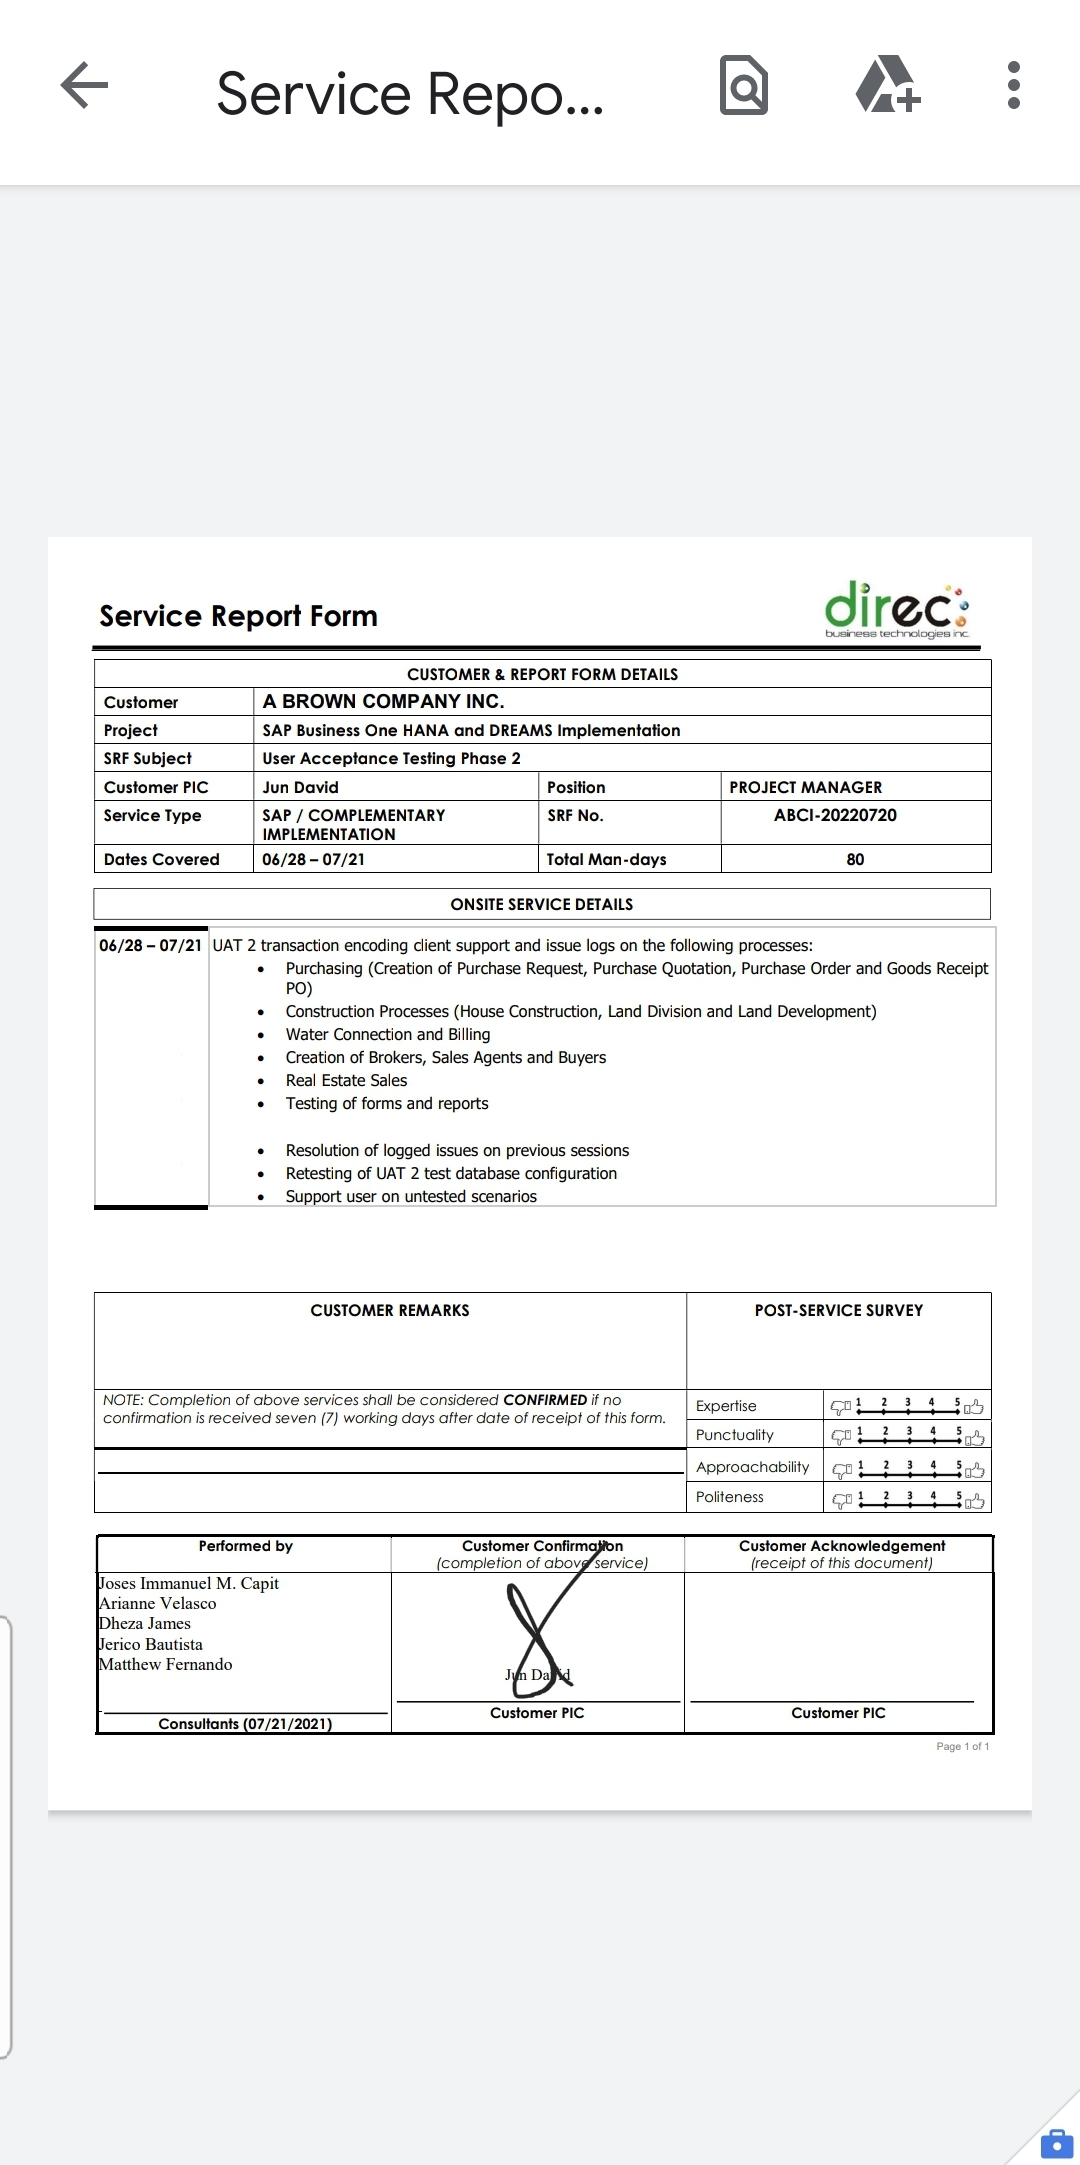 Service Repo...
Service Report Form
direc
business technologies inc.
CUSTOMER & REPORT FORM DETAILS
Customer A BROWN COMPANY INC.
Project SAP Business One HANA and DREAMS Implementation
SRF Subject User Acceptance Testing Phase 2
Customer PIC Jun David Position PROJECT MANAGER
Service Type SAP / COMPLEMENTARY SRF No. ABCI-20220720
IMPLEMENTATION
Dates Covered 06/28 – 07/21 Total Man-days 80
ONSITE SERVICE DETAILS
06/28 – 07/21 UAT 2 transaction encoding client support and issue logs on the following processes:
• Purchasing (Creation of Purchase Request, Purchase Quotation, Purchase Order and Goods Receipt
PO)
• Construction Processes (House Construction, Land Division and Land Development)
• Water Connection and Billing
• Creation of Brokers, Sales Agents and Buyers
• Real Estate Sales
• Testing of forms and reports
• Resolution of logged issues on previous sessions
• Retesting of UAT 2 test database configuration
• Support user on untested scenarios
CUSTOMER REMARKS POST-SERVICE SURVEY
NOTE: Completion of above services shall be considered CONFIRMED if no
confirmation is received seven (7) working days after date of receipt of this form.
Expertise 1 2 3 4 5
Punctuality 1 2 3 4 5
Approachability 1 2 3 4 5
Politeness 1 2 3 4 5
Performed by Customer Confirmation Customer Acknowledgement
(completion of above service) (receipt of this document)
Joses Immanuel M. Capit
Arianne Velasco
Dheza James
Jerico Bautista
Matthew Fernando
Jun David
Consultants (07/21/2021) Customer PIC Customer PIC
Page 1 of 1